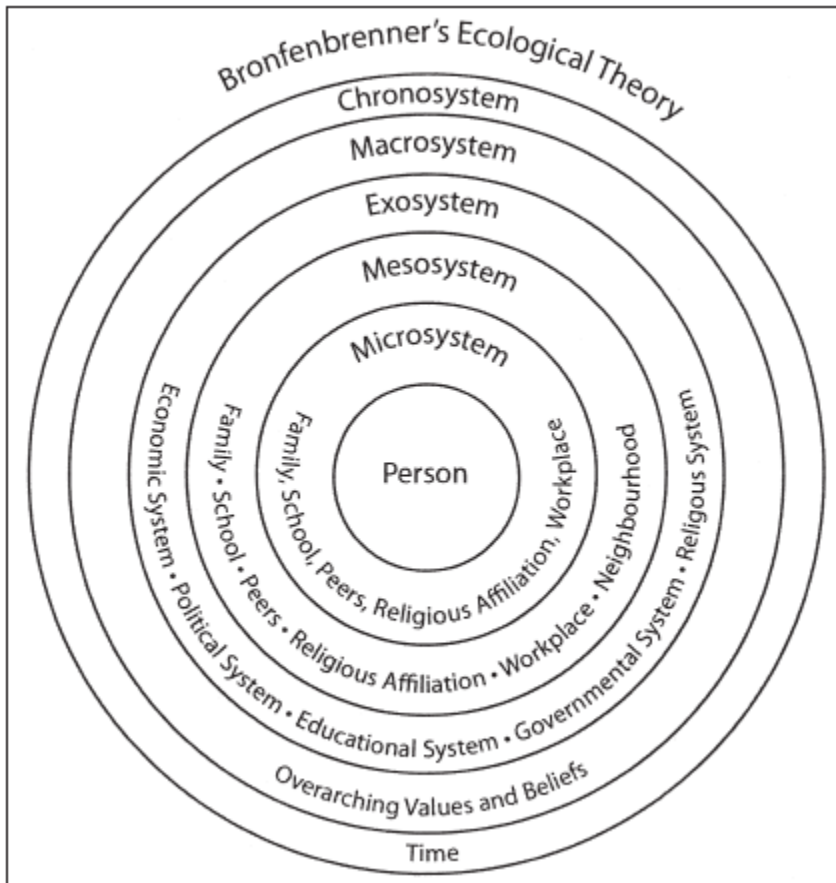 Bronfenbrenner's Ecological Theory
Chronosystem
Macrosystem
Exosystem
Mesosystem
Microsystem
Person
Family, School, Peers, Religious Affiliation, Workplace
Family • School • Peers • Religious Affiliation • Workplace • Neighbourhood
Economic System • Political System • Educational System • Governmental System • Religous System
Overarching Values and Beliefs
Time